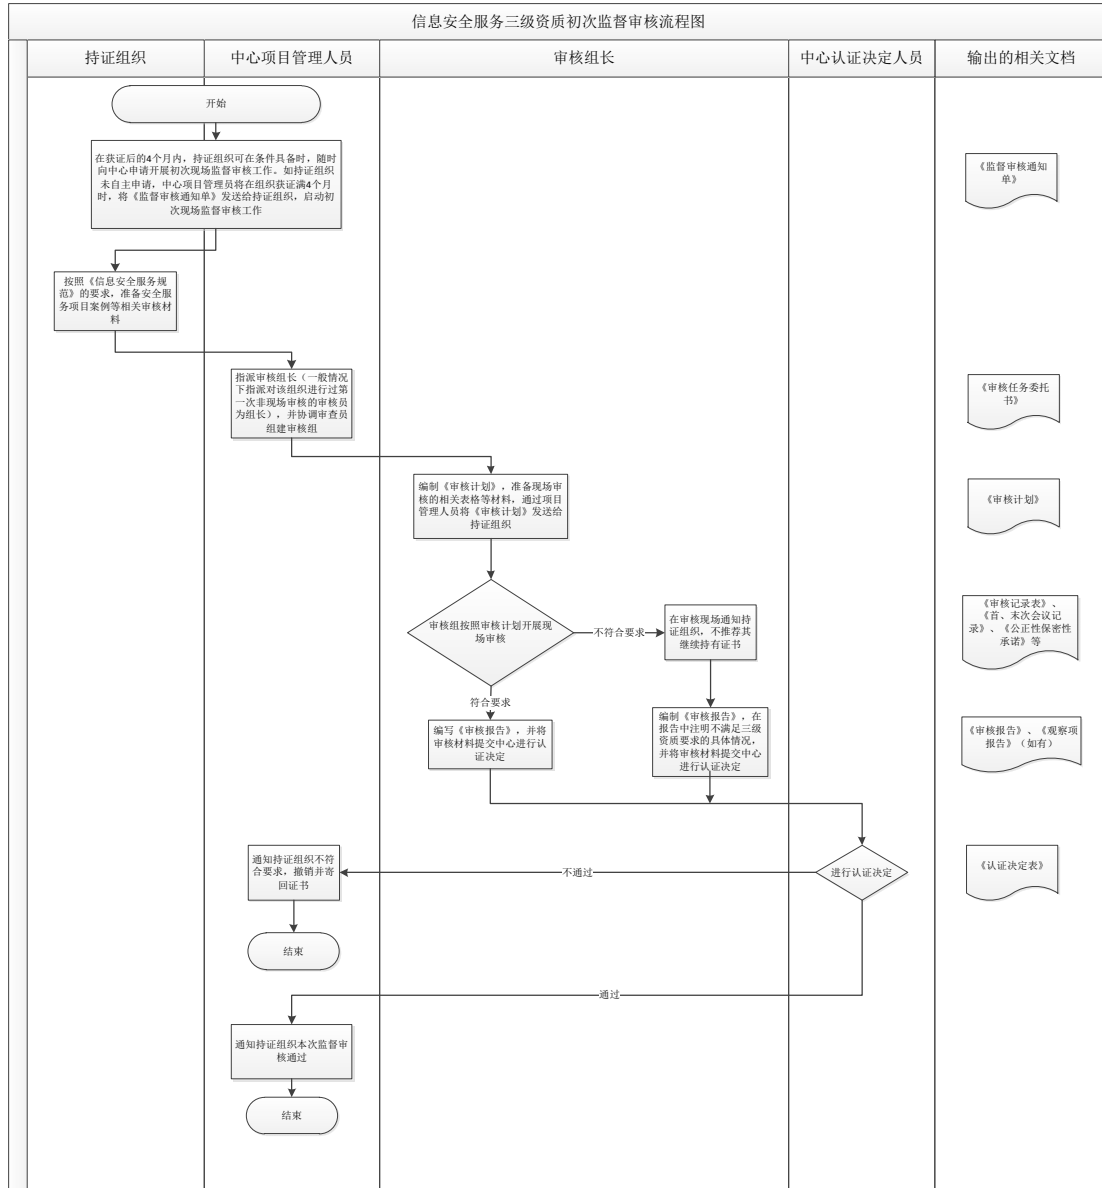 信息安全服务三级资质初次监督审核流程图
持证组织
中心项目管理人员
审核组长
中心认证决定人员
输出的相关文档
开始
在获证后的4个月内，持证组织可在条件具备时，随时
向中心申请开展初次现场监督审核工作。如持证组织
未自主申请，中心项目管理员将在组织获证满4个月
时，将《监督审核通知单》发送给持证组织，启动初
次现场监督审核工作
《监督审核通知
单》
按照《信息安全服务规
范》的要求，准备安全服
务项目案例等相关审核材
料
指派审核组长（一般情况
下指派对该组织进行过第
一次非现场审核的审核员
为组长），并协调审查员
组建审核组
《审核任务委托
书》
编制《审核计划》，准备现场审
核的相关表格等材料，通过项目
管理人员将《审核计划》发送给
持证组织
《审核计划》
审核组按照审核计划开展现
场审核
不符合要求
在审核现场通知持
证组织，不推荐其
继续持有证书
《审核记录表》、
《首、末次会议记
录》、《公正性保密性
承诺》等
符合要求
编写《审核报告》，并将
审核材料提交中心进行认
证决定
编制《审核报告》，在
报告中注明不满足三级
资质要求的具体情况，
并将审核材料提交中心
进行认证决定
《审核报告》、《观察项
报告》（如有）
通知持证组织不符
合要求，撤销并寄
回证书
不通过
进行认证决定
《认证决定表》
结束
通过
通知持证组织本次监督审
核通过
结束